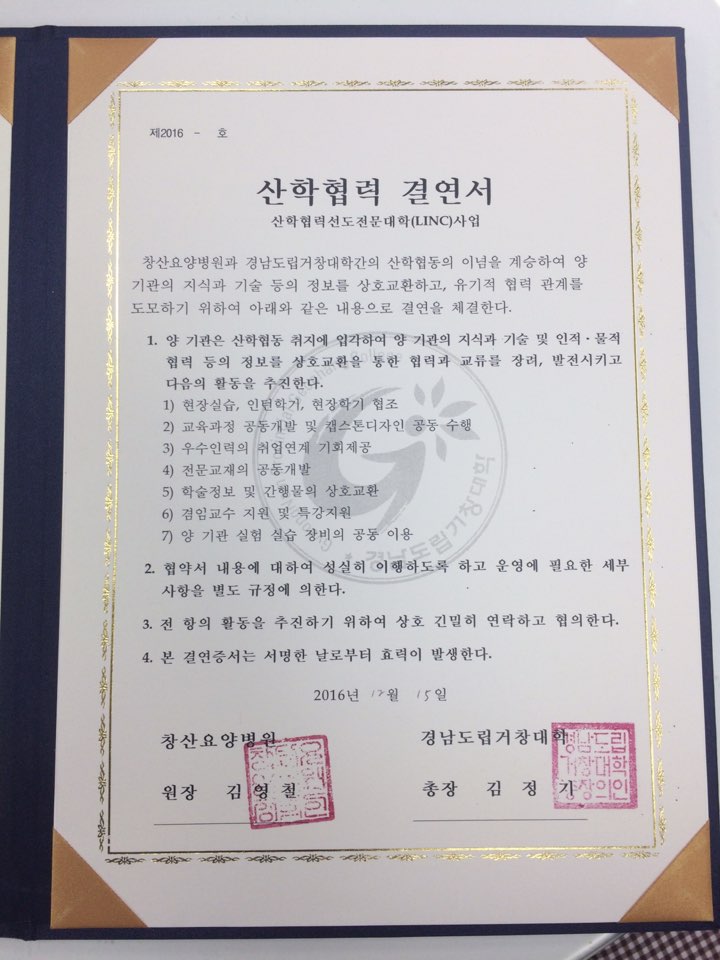 제2016 - 호
산학협력 결연서
산학협력선도전문대학(LINC)사업
창산요양병원과 경남도립거창대학간의 산학협동의 이념을 계승하여 양
기관의 지식과 기술 등의 정보를 상호교환하고, 유기적 협력 관계를
도모하기 위하여 아래와 같은 내용으로 결연을 체결한다.
1. 양 기관은 산학협동 취지에 입각하여 양 기관의 지식과 기술 및 인적·물적
협력 등의 정보를 상호교환을 통한 협력과 교류를 장려, 발전시키고
다음의 활동을 추진한다.
1) 현장실습, 인턴학기, 현장학기 협조
2) 교육과정 공동개발 및 캡스톤디자인 공동 수행
3) 우수인력의 취업연계 기회제공
4) 전문교재의 공동개발
5) 학술정보 및 간행물의 상호교환
6) 겸임교수 지원 및 특강지원
7) 양 기관 실험 실습 장비의 공동 이용
경남도립거창대학
2. 협약서 내용에 대하여 성실히 이행하도록 하고 운영에 필요한 세부
사항을 별도 규정에 의한다.
3. 전 항의 활동을 추진하기 위하여 상호 긴밀히 연락하고 협의한다.
4. 본 결연증서는 서명한 날로부터 효력이 발생한다.
2016년 12월 15일
창산요양병원 경남도립거창대학
원장 김영철 총장 김정기
경남도립
거창대학
총장의인